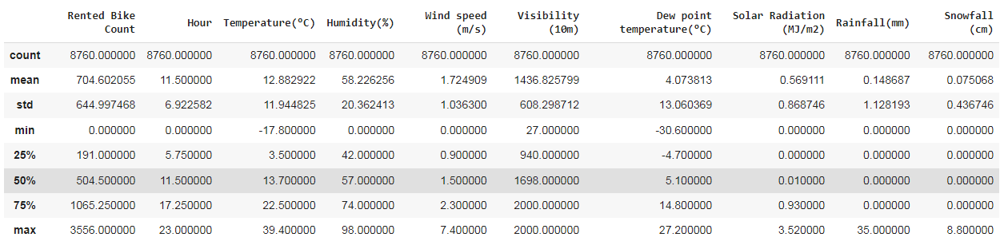 Rented Bike Count Hour Temperature(°C) Humidity(%) Wind speed (m/s) Visibility (10m) Dew point temperature(°C) Solar Radiation (MJ/m2) Rainfall(mm) Snowfall (cm)
count 8760.000000 8760.000000 8760.000000 8760.000000 8760.000000 8760.000000 8760.000000 8760.000000 8760.000000 8760.000000
mean 704.602055 11.500000 12.882922 58.226256 1.724909 1436.825799 4.073813 0.569111 0.148687 0.075068
std 644.997468 6.922582 11.944825 20.362413 1.036300 608.298712 13.060369 0.868746 1.128193 0.436746
min 0.000000 0.000000 -17.800000 0.000000 0.000000 27.000000 -30.600000 0.000000 0.000000 0.000000
25% 191.000000 5.750000 3.500000 42.000000 0.900000 940.000000 -4.700000 0.000000 0.000000 0.000000
50% 504.500000 11.500000 13.700000 57.000000 1.500000 1698.000000 5.100000 0.010000 0.000000 0.000000
75% 1065.250000 17.250000 22.500000 74.000000 2.300000 2000.000000 14.800000 0.930000 0.000000 0.000000
max 3556.000000 23.000000 39.400000 98.000000 7.400000 2000.000000 27.200000 3.520000 35.000000 8.800000